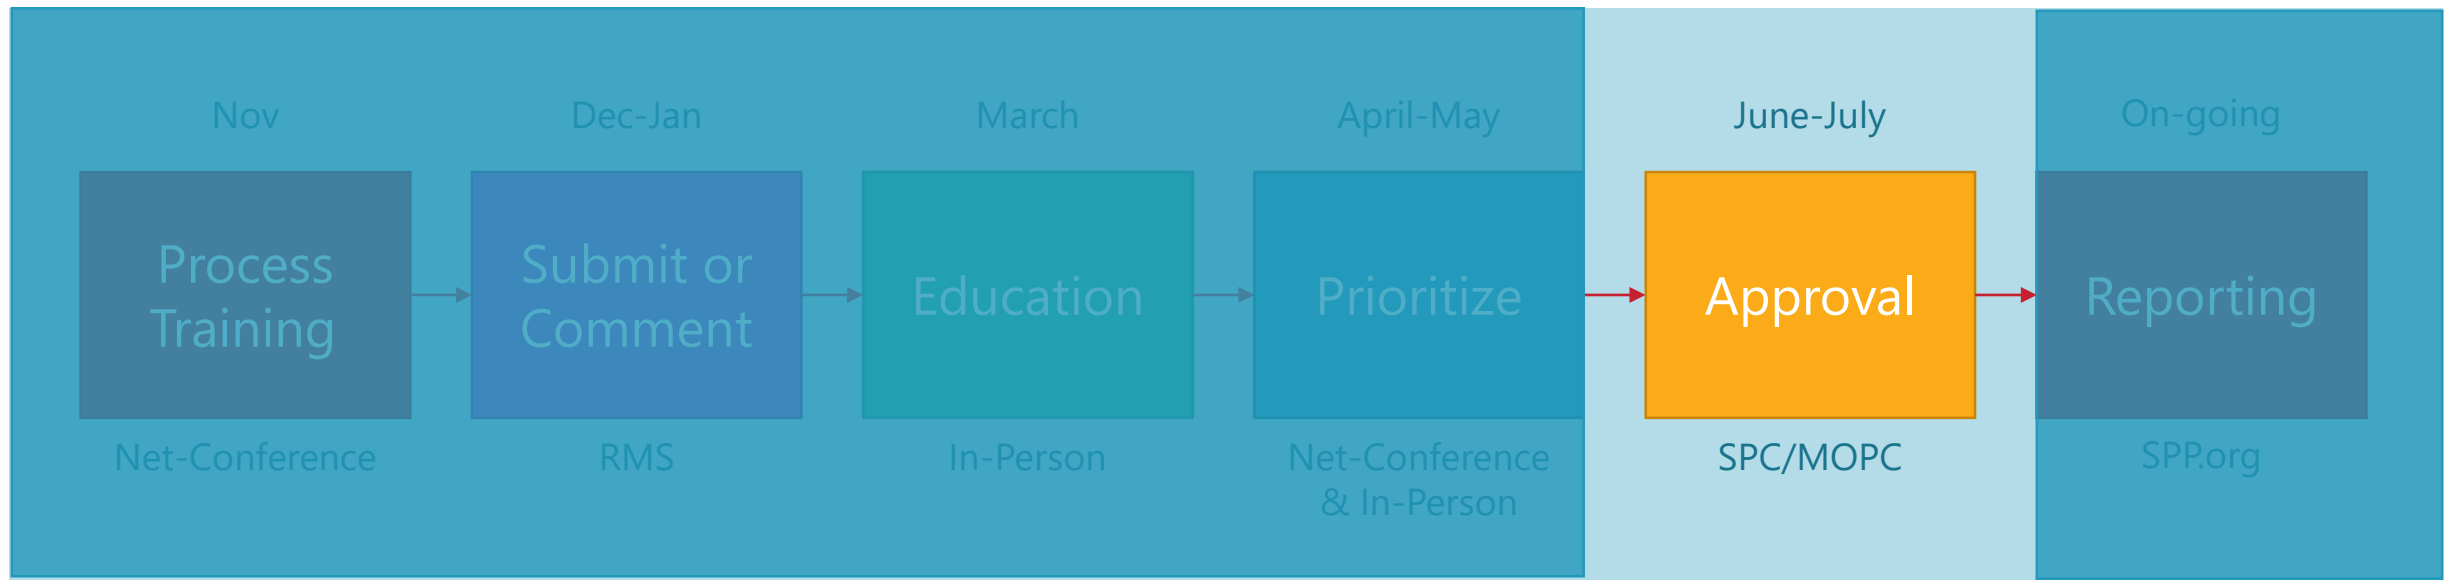 Nov
Dec-Jan
March
April-May
June-July
On-going
Process
Training
Submit or
Comment
Education
Prioritize
Approval
Reporting
Net-Conference
RMS
In-Person
Net-Conference
& In-Person
SPC/MOPC
SPP.org